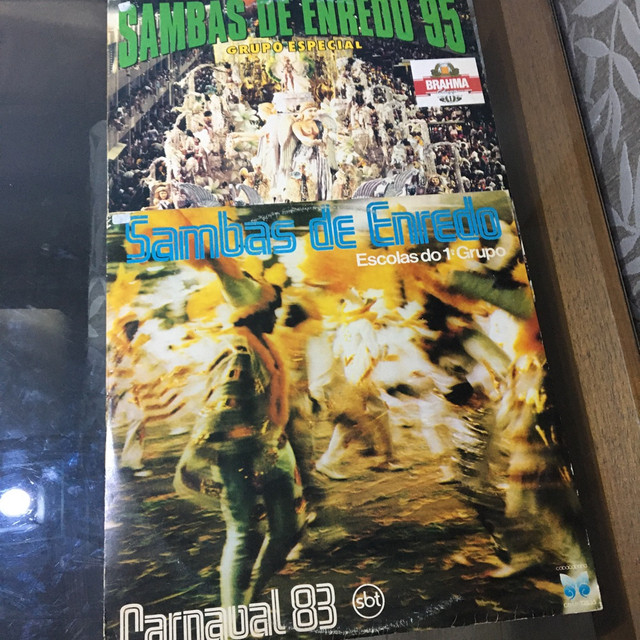 SAMBAS DE ENREDO 95
GRUPO ESPECIAL
BRAHMA
Sambas de Enredo
Escolas do 1º Grupo
Carnaval 83
sbt